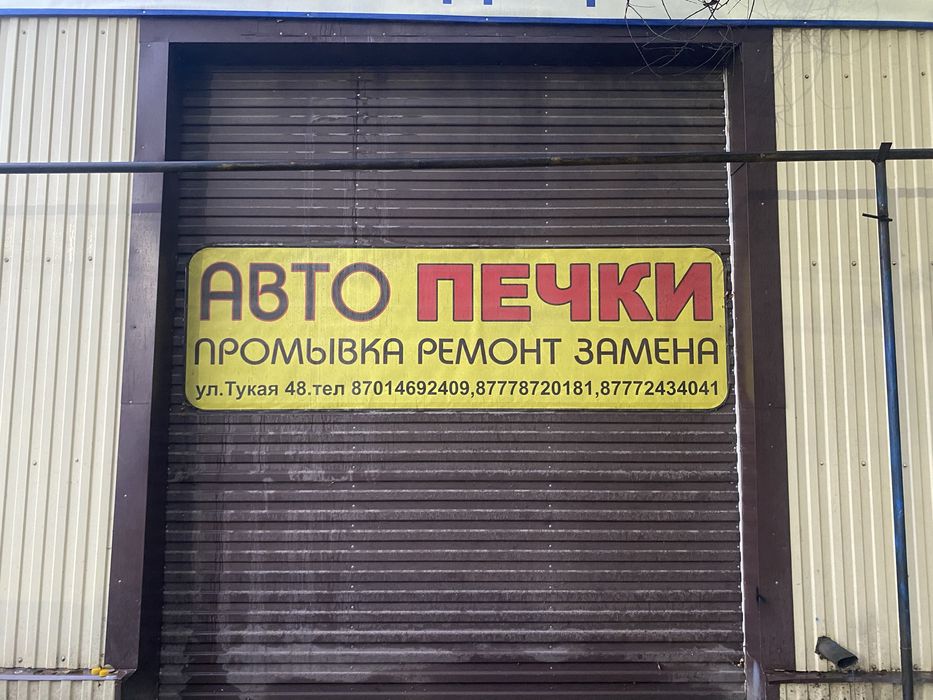 АВТО ПЕЧКИ
ПРОМЫВКА РЕМОНТ ЗАМЕНА
ул.Тукая 48.тел 87014692409,87778720181,87772434041